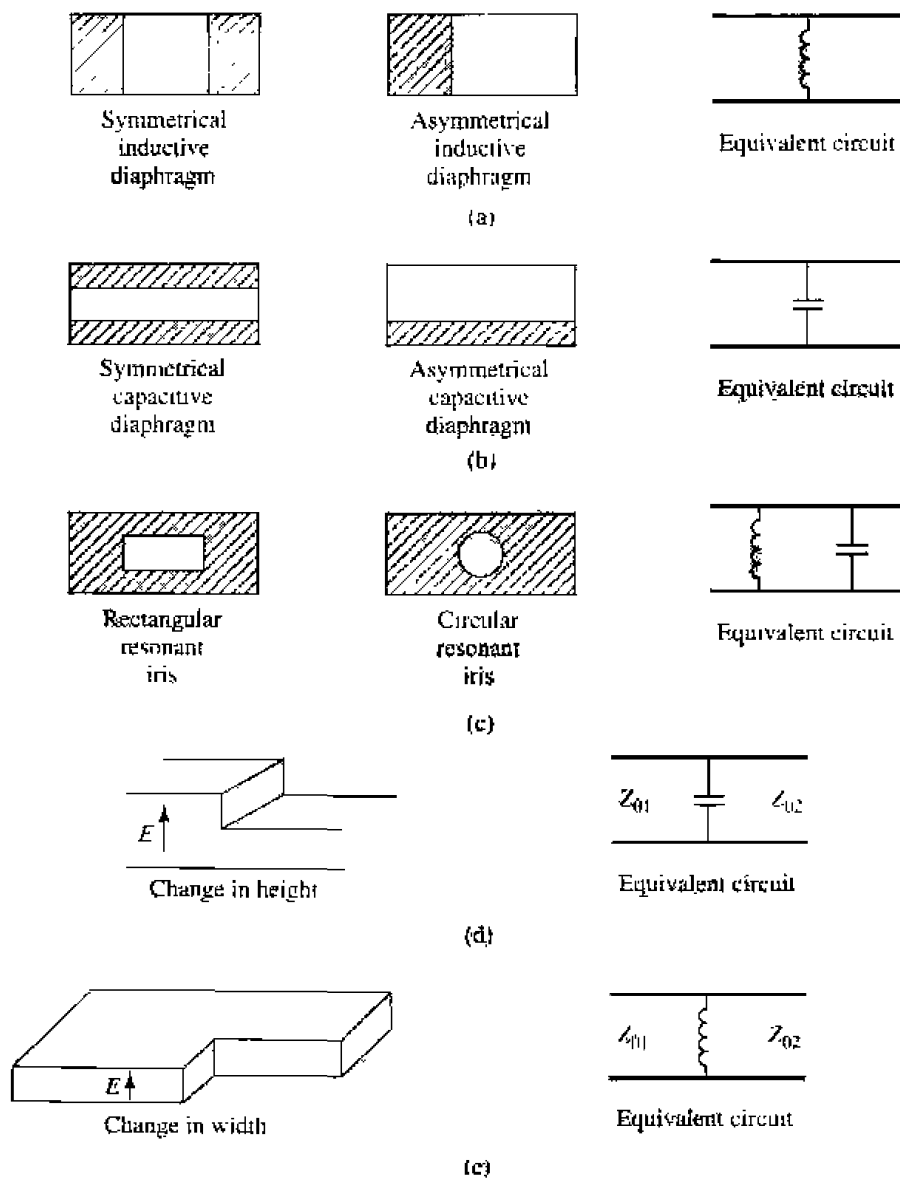 Symmetrical
inductive
diaphragm
Asymmetrical
inductive
diaphragm
Equivalent circuit
(a)
Symmetrical
capacitive
diaphragm
Asymmetrical
capacitive
diaphragm
Equivalent circuit
(b)
Rectangular
resonant
iris
Circular
resonant
iris
Equivalent circuit
(c)
E
Change in height
Z01
Z02
Equivalent circuit
(d)
E
Change in width
Z01
Z02
Equivalent circuit
(e)